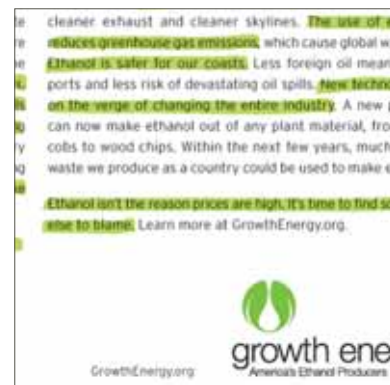 cleaner exhaust and cleaner skylines. The use of
reduces greenhouse gas emissions, which cause global
Ethanol is safer for our coasts. Less foreign oil
ports and less risk of devastating oil spills. New
on the verge of changing the entire industry. A new
can now make ethanol out of any plant material,
cobs to wood chips. Within the next few years, much
waste we produce as a country could be used to make
Ethanol isn't the reason prices are high. It's time to find
else to blame. Learn more at GrowthEnergy.org.
growth
America's Ethanol Producers
GrowthEnergy.org